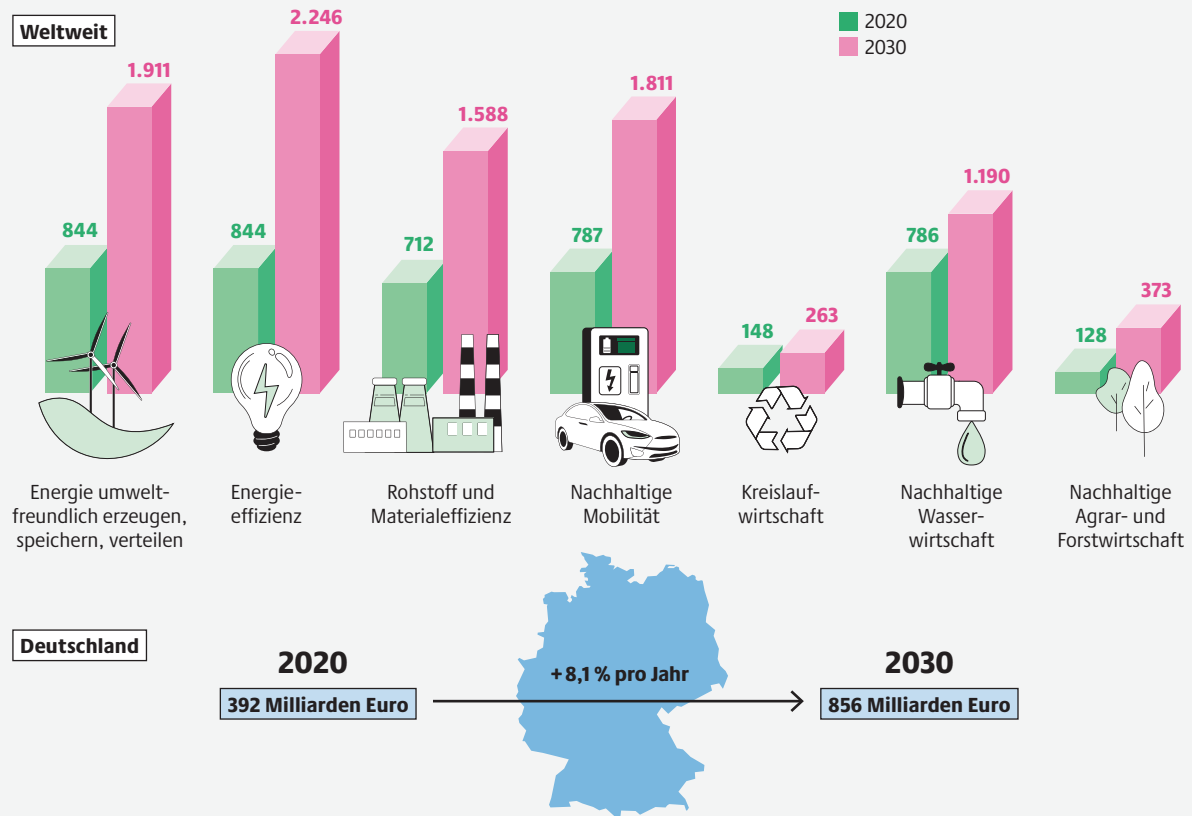 Weltweit
2020
2030
844
1.911
844
2.246
712
1.588
787
1.811
148
263
786
1.190
128
373
Energie umwelt-
freundlich erzeugen,
speichern, verteilen
Energie-
effizienz
Rohstoff und
Materialeffizienz
Nachhaltige
Mobilität
Kreislauf-
wirtschaft
Nachhaltige
Wasser-
wirtschaft
Nachhaltige
Agrar- und
Forstwirtschaft
Deutschland
2020
392 Milliarden Euro
+ 8,1 % pro Jahr
2030
856 Milliarden Euro